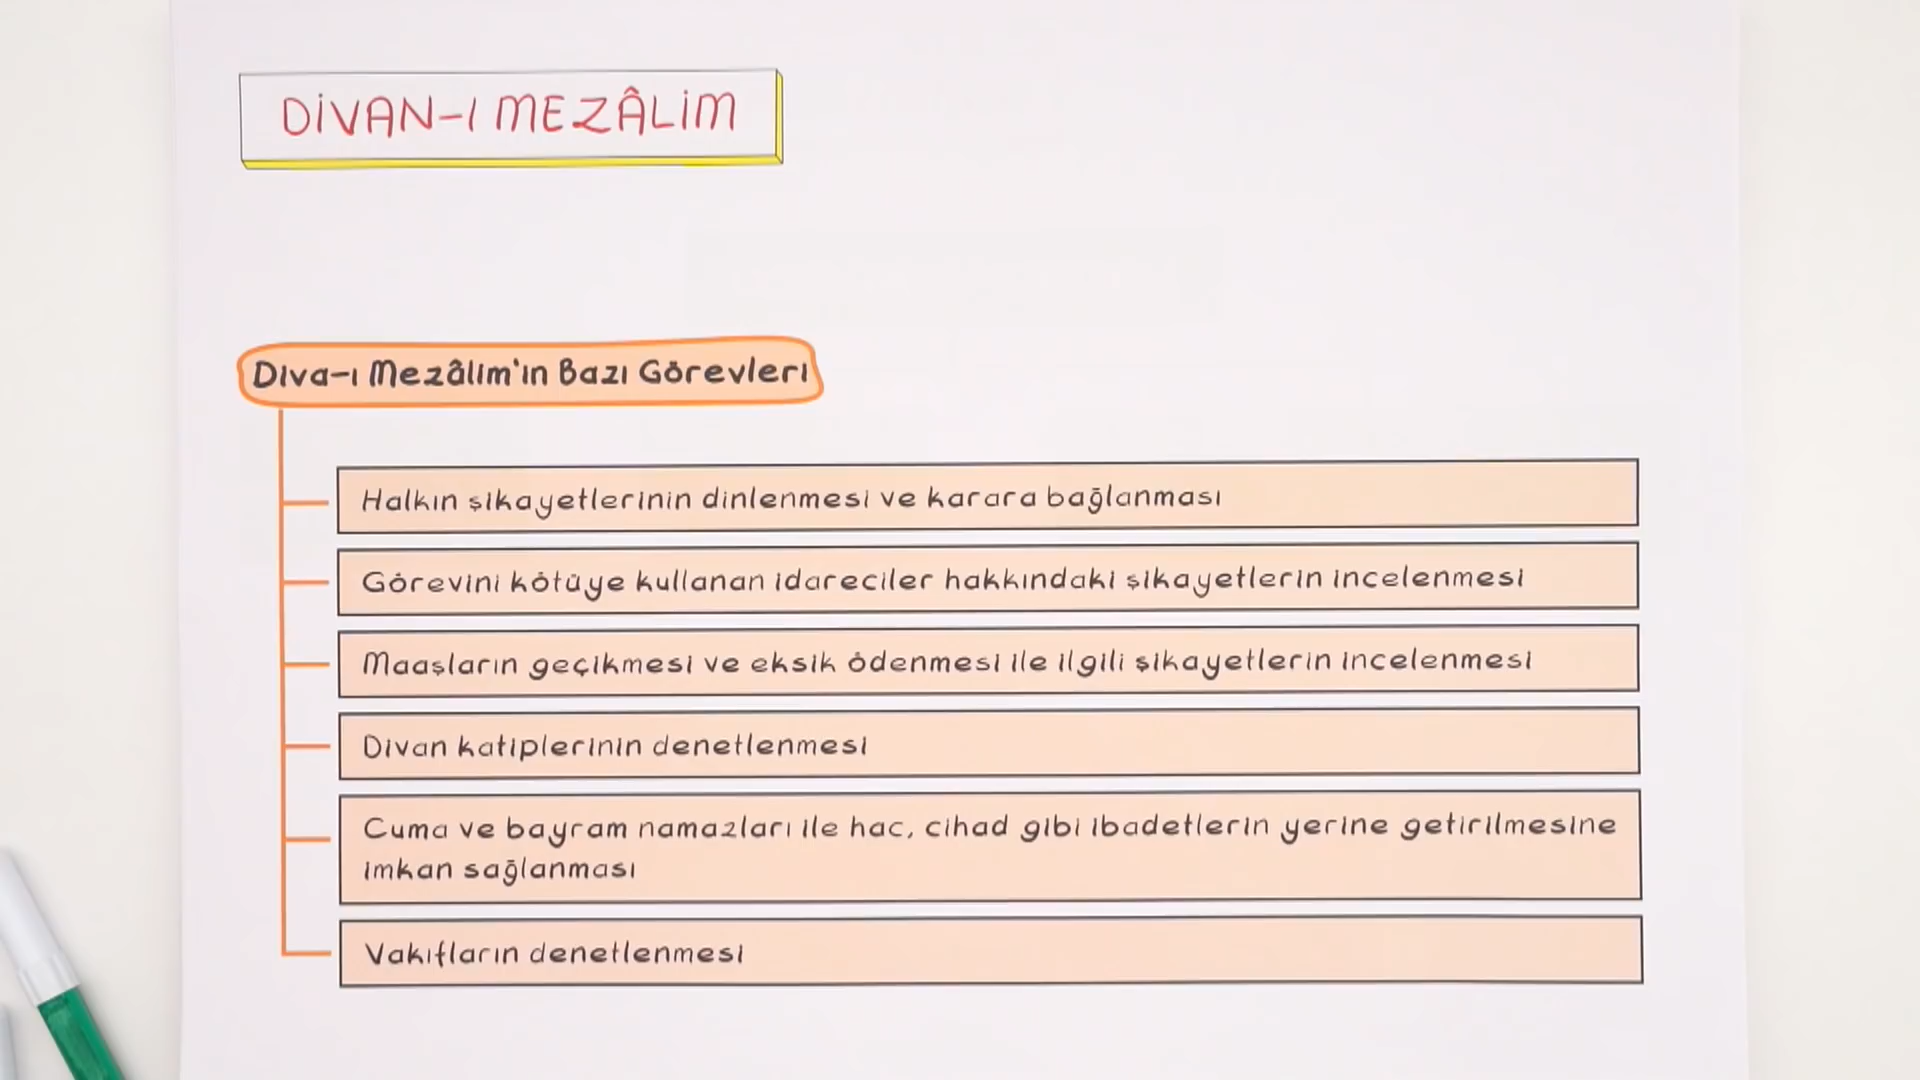 DİVAN-I MEZÂLİM
Diva-ı Mezâlim'in Bazı Görevleri
Halkın şikayetlerinin dinlenmesi ve karara bağlanması
Görevini kötüye kullanan idareciler hakkındaki şikayetlerin incelenmesi
Maaşların geçikmesi ve eksik ödenmesi ile ilgili şikayetlerin incelenmesi
Divan katiplerinin denetlenmesi
Cuma ve bayram namazları ile hac, cihad gibi ibadetlerin yerine getirilmesine
imkan sağlanması
Vakıfların denetlenmesi